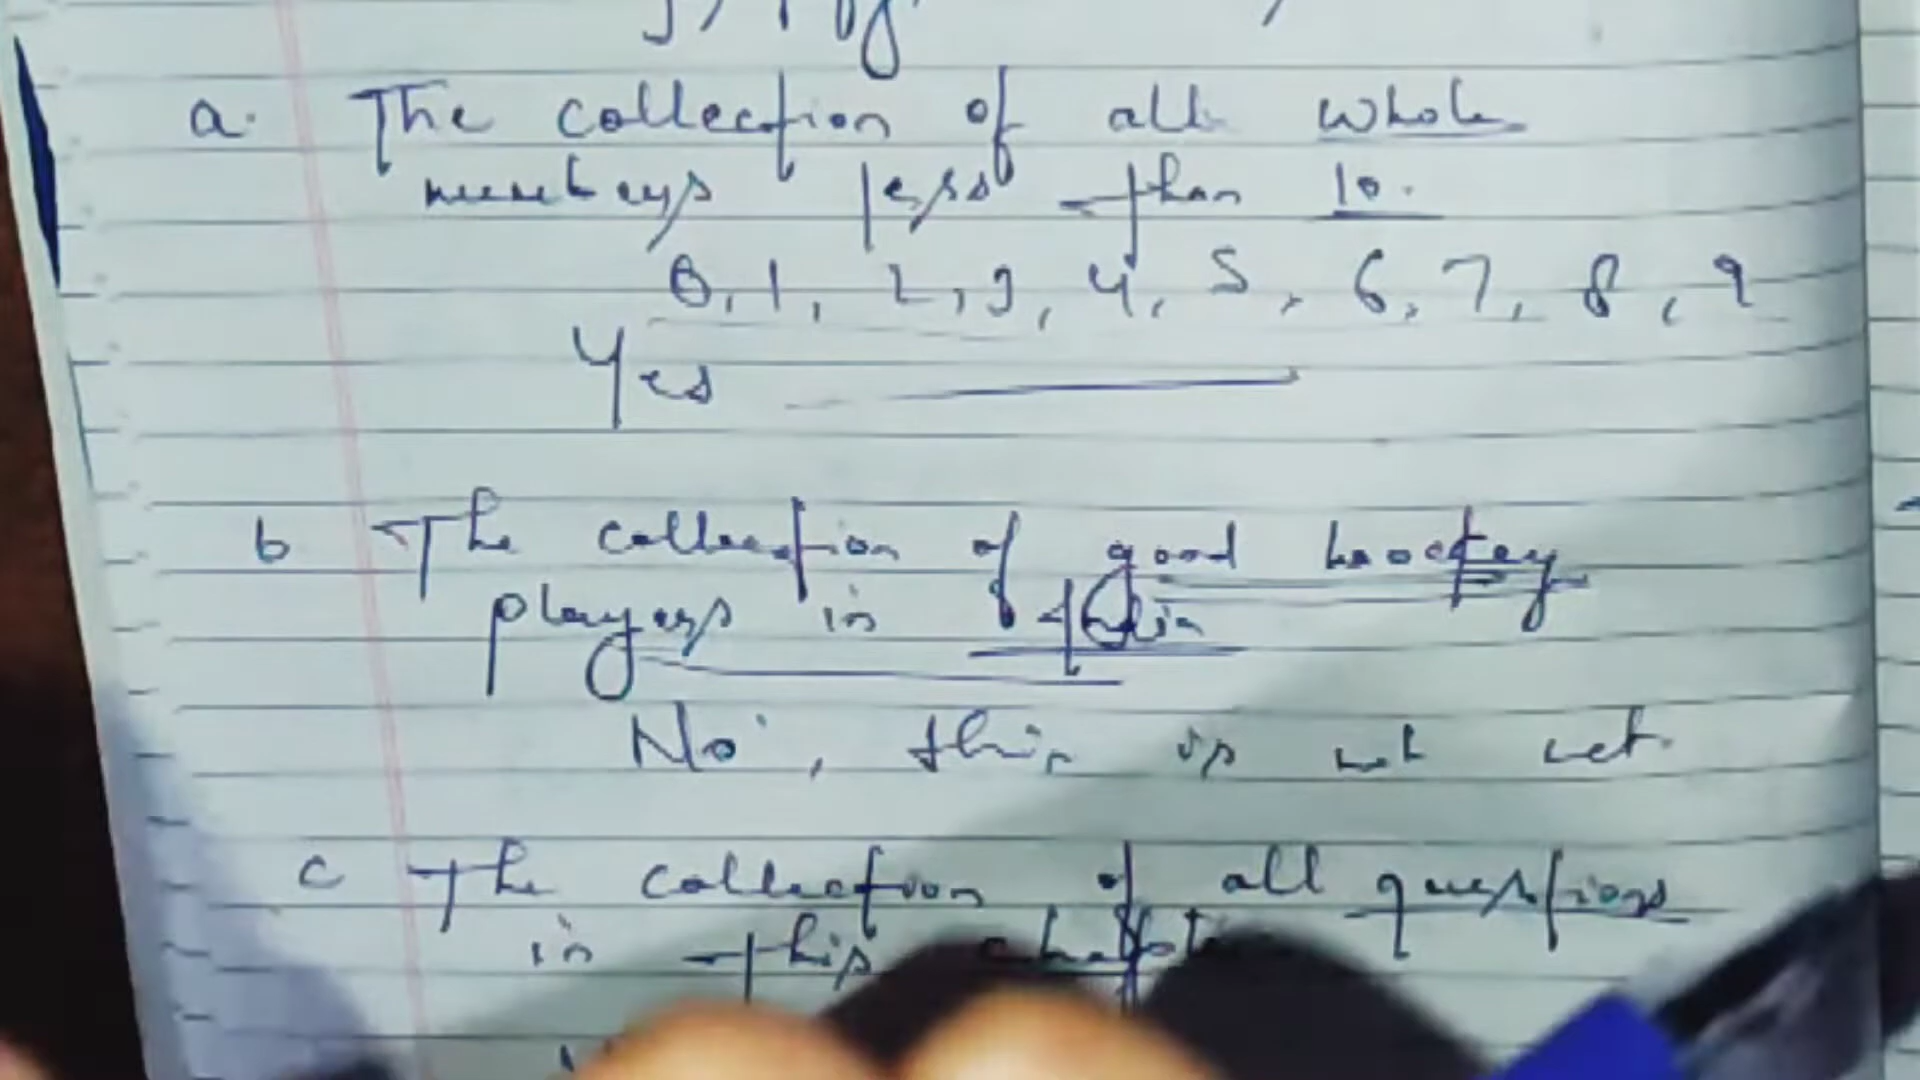 a. The collection of all whole
numbers less than 10.
0, 1, 2, 3, 4, 5, 6, 7, 8, 9
Yes
b The collection of good hockey
players in India
No, this is not set.
c The collection of all questions
in this chapter